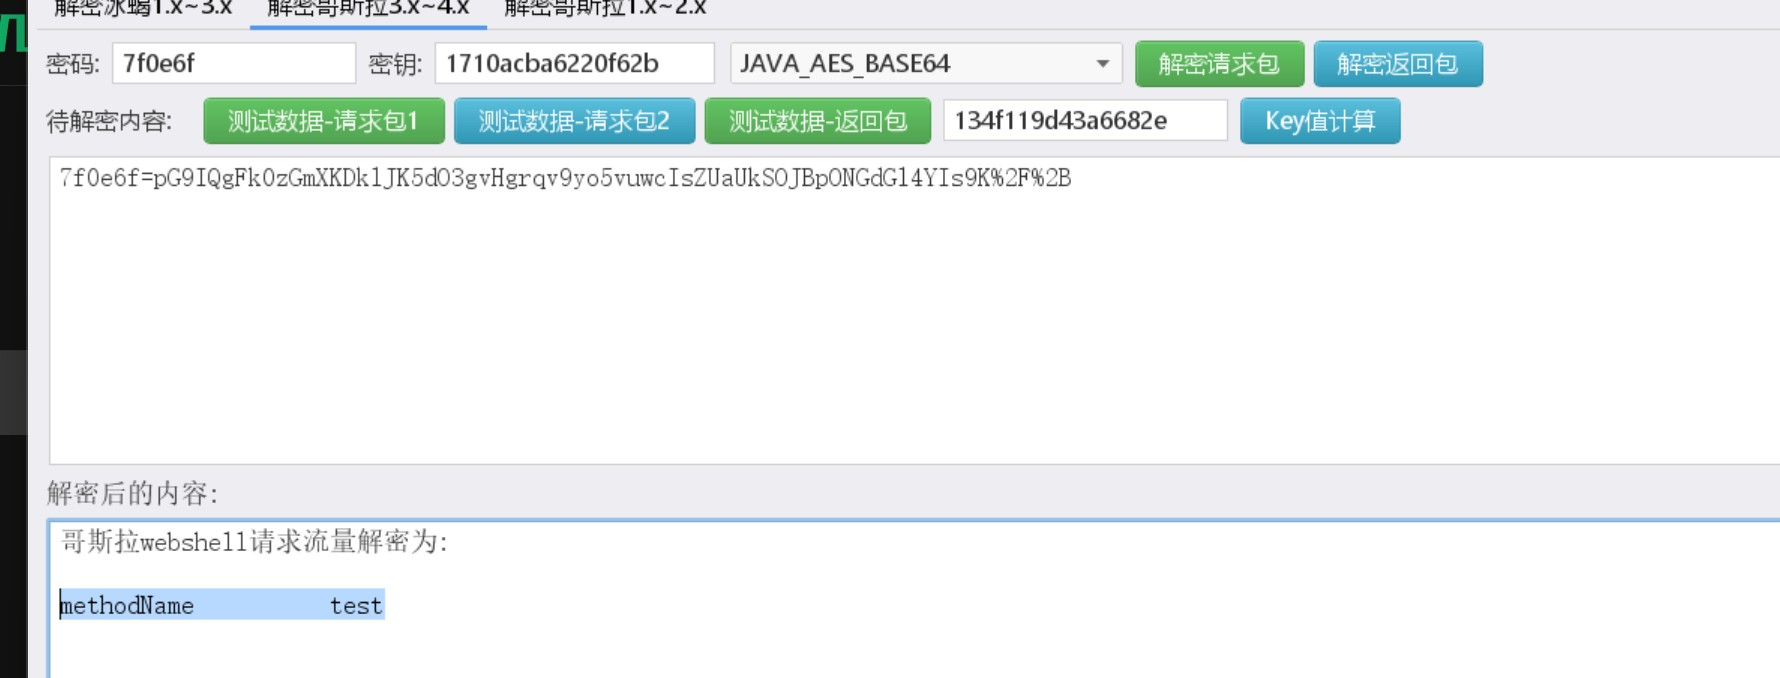 解密冰蝎1.x~3.x 解密哥斯拉3.x~4.x 解密哥斯拉1.x~2.x
密码: 7f0e6f 密钥: 1710acba6220f62b JAVA_AES_BASE64 解密请求包 解密返回包
待解密内容: 测试数据-请求包1 测试数据-请求包2 测试数据-返回包 134f119d43a6682e Key值计算
7f0e6f=pG9IQgFk0zGmXKDklJK5dO3gvHgrqv9yo5vuwcIsZUaUkSOJBpONGdGl4YIs9K%2F%2B
解密后的内容:
哥斯拉webshell请求流量解密为:
methodName test